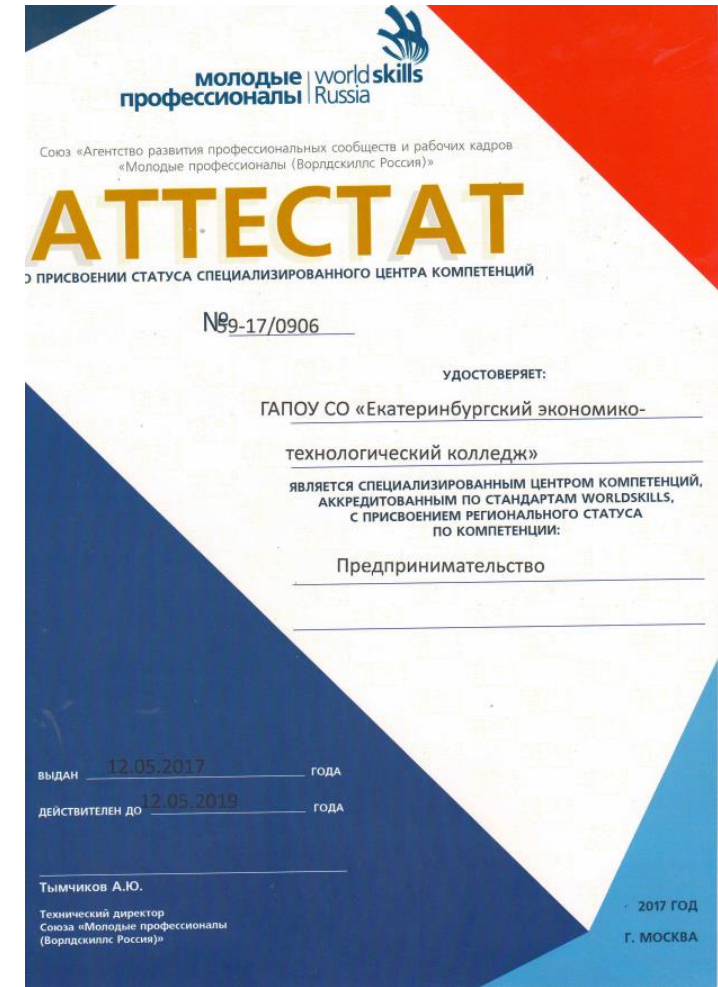 молодые | world skills
профессионалы | Russia
Союз «Агентство развития профессиональных сообществ и рабочих кадров
«Молодые профессионалы (Ворлдскиллс Россия)»
АТТЕСТАТ
О ПРИСВОЕНИИ СТАТУСА СПЕЦИАЛИЗИРОВАННОГО ЦЕНТРА КОМПЕТЕНЦИЙ
№59-17/0906
УДОСТОВЕРЯЕТ:
ГАПОУ СО «Екатеринбургский экономико-
технологический колледж»
ЯВЛЯЕТСЯ СПЕЦИАЛИЗИРОВАННЫМ ЦЕНТРОМ КОМПЕТЕНЦИЙ,
АККРЕДИТОВАННЫМ ПО СТАНДАРТАМ WORLDSKILLS,
С ПРИСВОЕНИЕМ РЕГИОНАЛЬНОГО СТАТУСА
ПО КОМПЕТЕНЦИИ:
Предпринимательство
ВЫДАН 12.05.2017 ГОДА
ДЕЙСТВИТЕЛЕН ДО 12.05.2019 ГОДА
Тымчиков А.Ю.
Технический директор
Союза «Молодые профессионалы
(Ворлдскиллс Россия)»
2017 ГОД
Г. МОСКВА